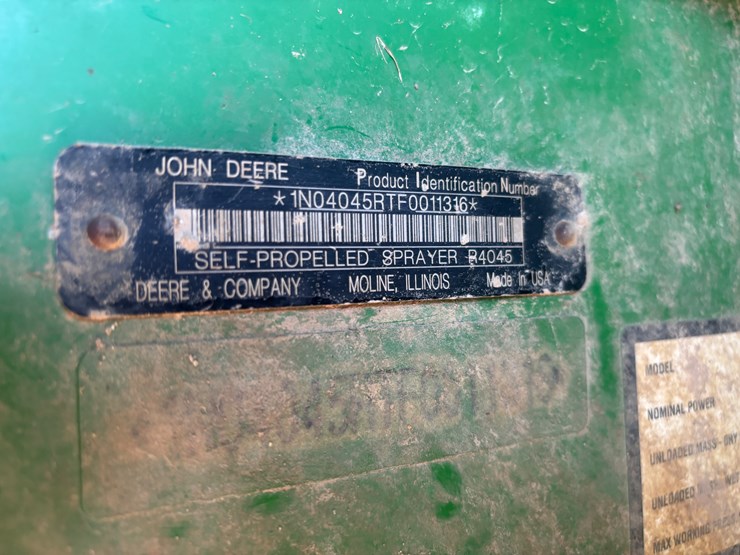 JOHN DEERE
Product Identification Number
*1N04045RTF0011316*
SELF-PROPELLED SPRAYER R4045
DEERE & COMPANY MOLINE, ILLINOIS Made In USA
MODEL
NOMINAL POWER
UNLOADED MASS - DRY
UNLOADED
MAX WORKING